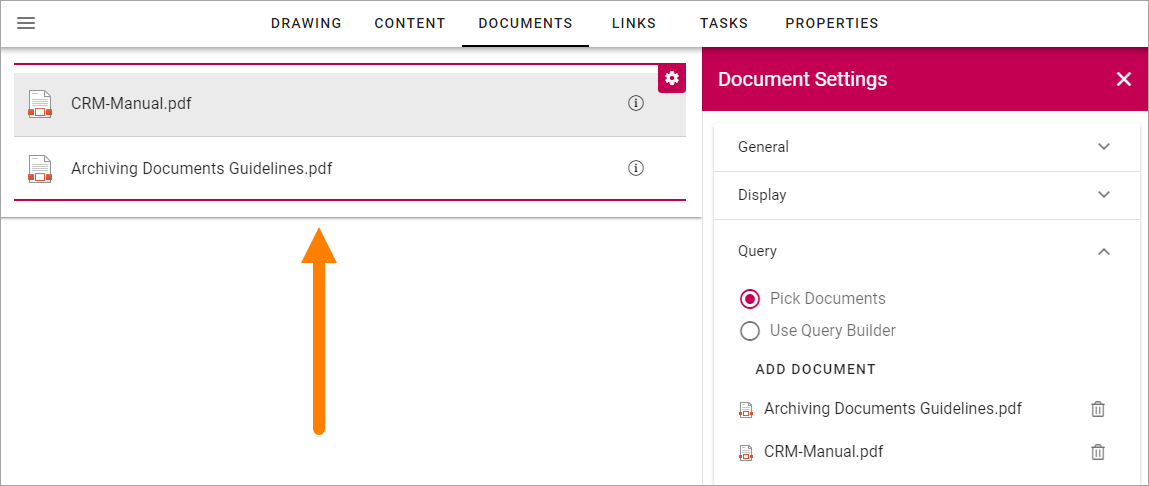 DRAWING CONTENT DOCUMENTS LINKS TASKS PROPERTIES
CRM-Manual.pdf
Archiving Documents Guidelines.pdf
Document Settings
General
Display
Query
Pick Documents
Use Query Builder
ADD DOCUMENT
Archiving Documents Guidelines.pdf
CRM-Manual.pdf